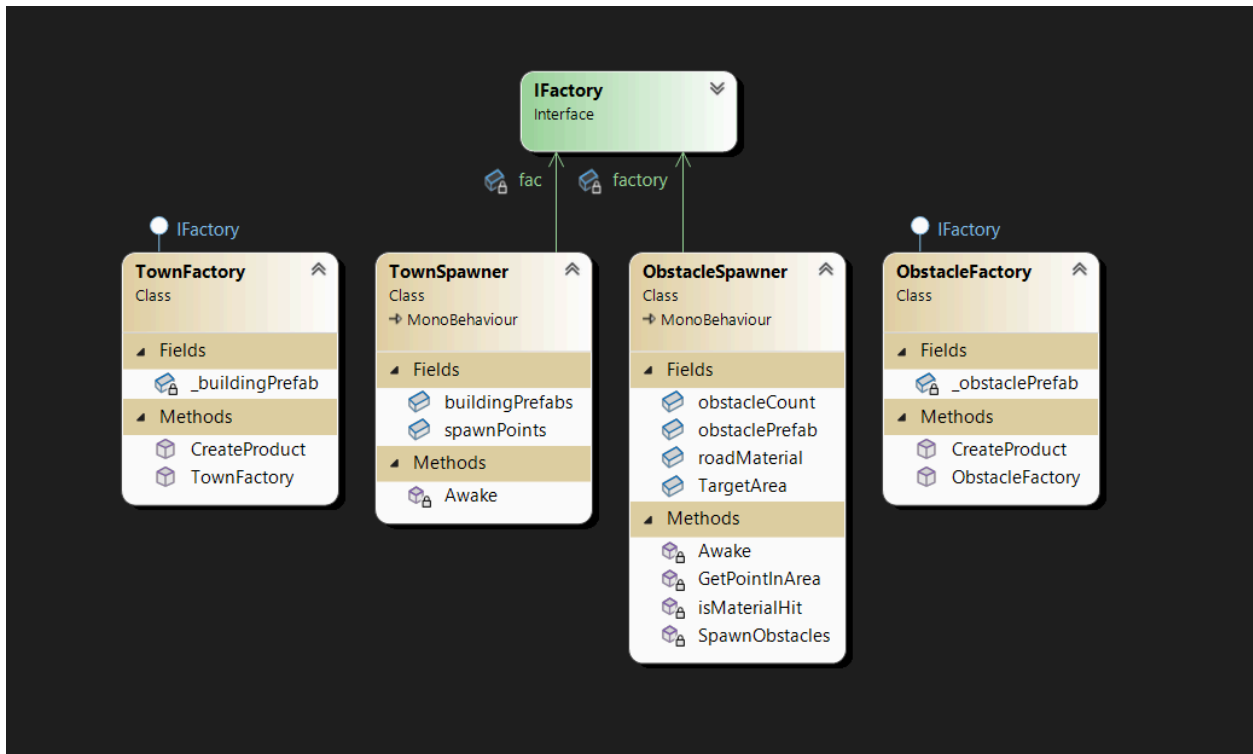 IFactory
Interface
fac
factory
IFactory
TownFactory
Class
Fields
_buildingPrefab
Methods
CreateProduct
TownFactory
TownSpawner
Class
MonoBehaviour
Fields
buildingPrefabs
spawnPoints
Methods
Awake
ObstacleSpawner
Class
MonoBehaviour
Fields
obstacleCount
obstaclePrefab
roadMaterial
TargetArea
Methods
Awake
GetPointInArea
isMaterialHit
SpawnObstacles
IFactory
ObstacleFactory
Class
Fields
_obstaclePrefab
Methods
CreateProduct
ObstacleFactory